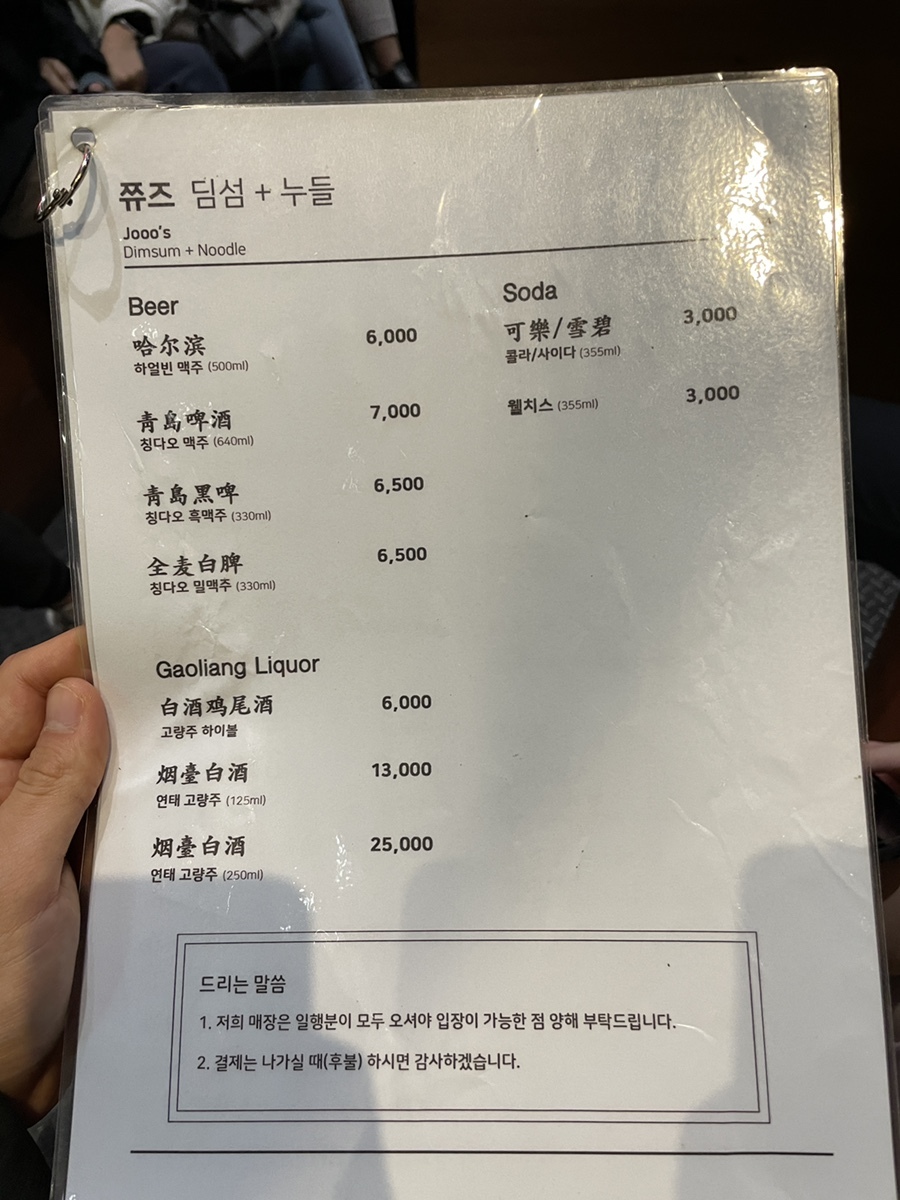 쮸즈 딤섬 + 누들
Jooo's
Dimsum + Noodle
Beer
哈尔滨 6,000
하얼빈 맥주 (500ml)
青島啤酒 7,000
칭다오 맥주 (640ml)
青島黑啤 6,500
칭다오 흑맥주 (330ml)
全麦白脾 6,500
칭다오 밀맥주 (330ml)
Gaoliang Liquor
白酒鸡尾酒 6,000
고량주 하이볼
烟臺白酒 13,000
연태 고량주 (125ml)
烟臺白酒 25,000
연태 고량주 (250ml)
Soda
可樂/雪碧 3,000
콜라/사이다 (355ml)
웰치스 (355ml) 3,000
드리는 말씀
1. 저희 매장은 일행분이 모두 오셔야 입장이 가능한 점 양해 부탁드립니다.
2. 결제는 나가실 때(후불) 하시면 감사하겠습니다.